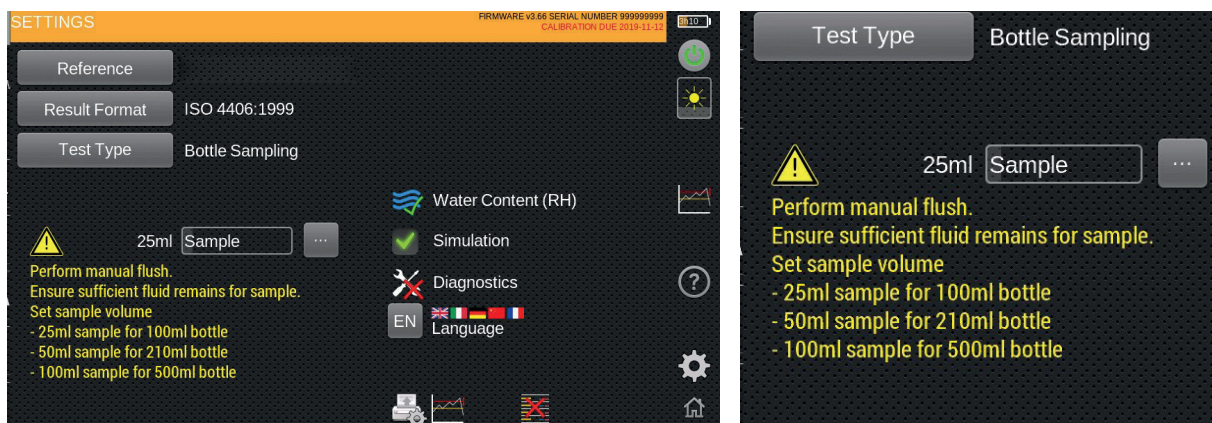 SETTINGS
FIRMWARE v3.66 SERIAL NUMBER 999999999
CALIBRATION DUE 2019-11-12
3h10
Reference
Result Format ISO 4406:1999
Test Type Bottle Sampling
Water Content (RH)
25ml Sample ...
Simulation
Perform manual flush.
Ensure sufficient fluid remains for sample.
Set sample volume
- 25ml sample for 100ml bottle
- 50ml sample for 210ml bottle
- 100ml sample for 500ml bottle
Diagnostics
EN Language
?
Test Type Bottle Sampling
25ml Sample ...
Perform manual flush.
Ensure sufficient fluid remains for sample.
Set sample volume
- 25ml sample for 100ml bottle
- 50ml sample for 210ml bottle
- 100ml sample for 500ml bottle